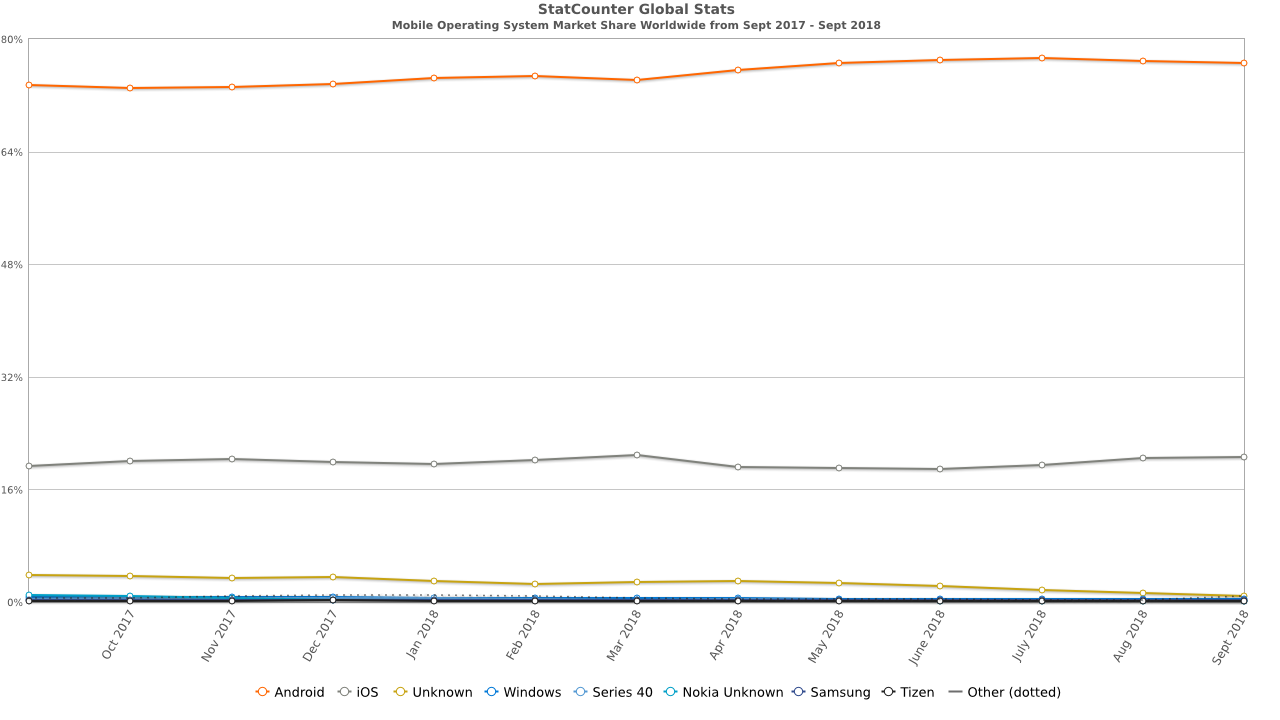 StatCounter Global Stats
Mobile Operating System Market Share Worldwide from Sept 2017 - Sept 2018
80%
64%
48%
32%
16%
0%
Oct 2017 Nov 2017 Dec 2017 Jan 2018 Feb 2018 Mar 2018 Apr 2018 May 2018 June 2018 July 2018 Aug 2018 Sept 2018
Android iOS Unknown Windows Series 40 Nokia Unknown Samsung Tizen Other (dotted)